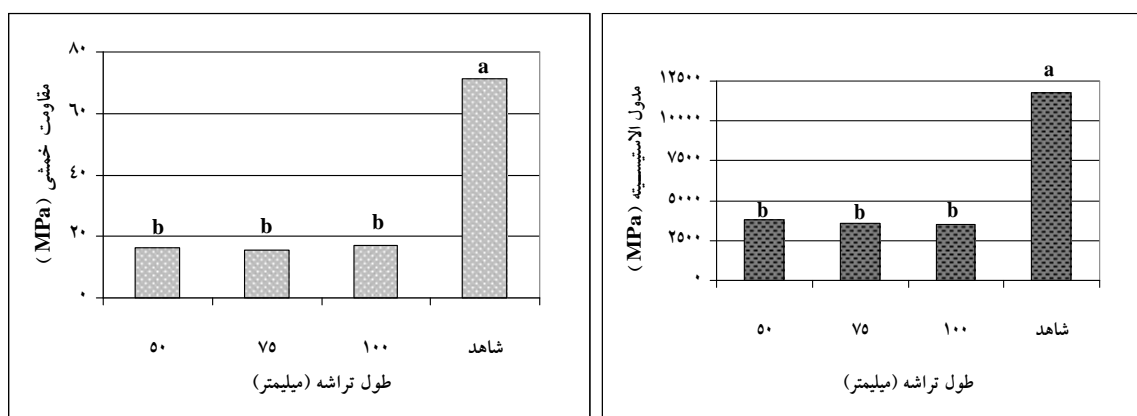 مقاومت خمشی (MPa)
۸۰
۶۰
۴۰
۲۰
۰
b
b
b
a
۵۰
۷۵
۱۰۰
شاهد
طول تراشه (میلیمتر)
مدول الاستیسیته (MPa)
۱۲۵۰۰
۱۰۰۰۰
۷۵۰۰
۵۰۰۰
۲۵۰۰
۰
b
b
b
a
۵۰
۷۵
۱۰۰
شاهد
طول تراشه (میلیمتر)